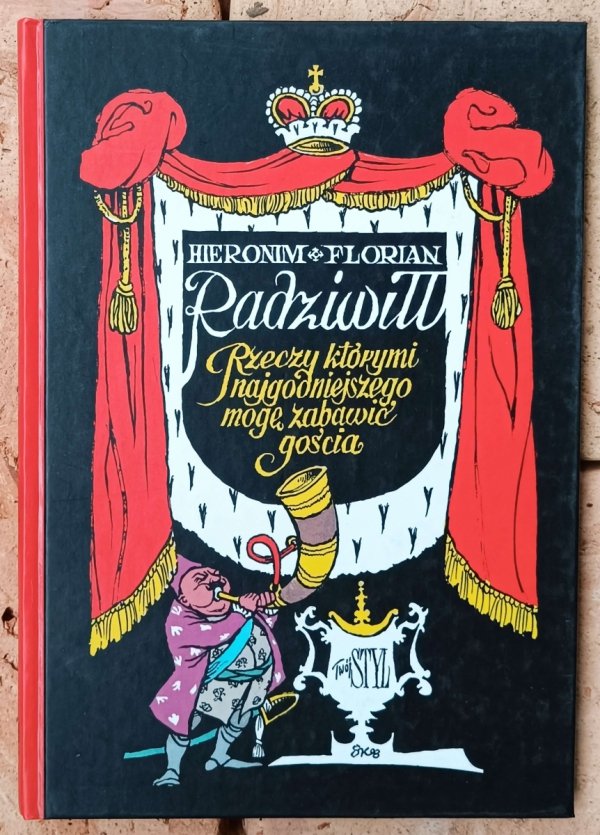 HIERONIM FLORIAN
Radziwiłł
Rzeczy którymi
najgodniejszego
mogę zabawić
gościa
Twój STYL